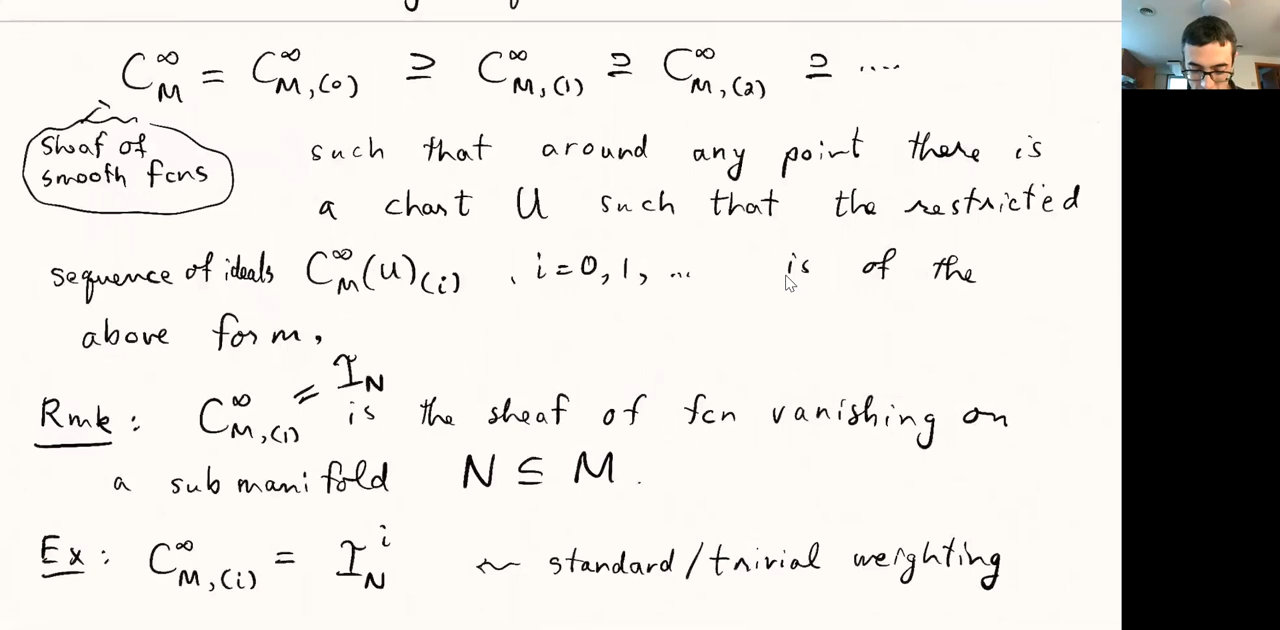 C^∞_M = C^∞_{M,(0)} ⊇ C^∞_{M,(1)} ⊇ C^∞_{M,(2)} ⊇ ....
Sheaf of
smooth fcns
such that around any point there is
a chart U such that the restricted
sequence of ideals C^∞_M(U)_{(i)} , i=0,1,... is of the
above form,
Rmk: C^∞_{M,(1)} = I_N is the sheaf of fcn vanishing on
a submanifold N ⊆ M.
Ex: C^∞_{M,(i)} = I_N^i ← standard/trivial weighting